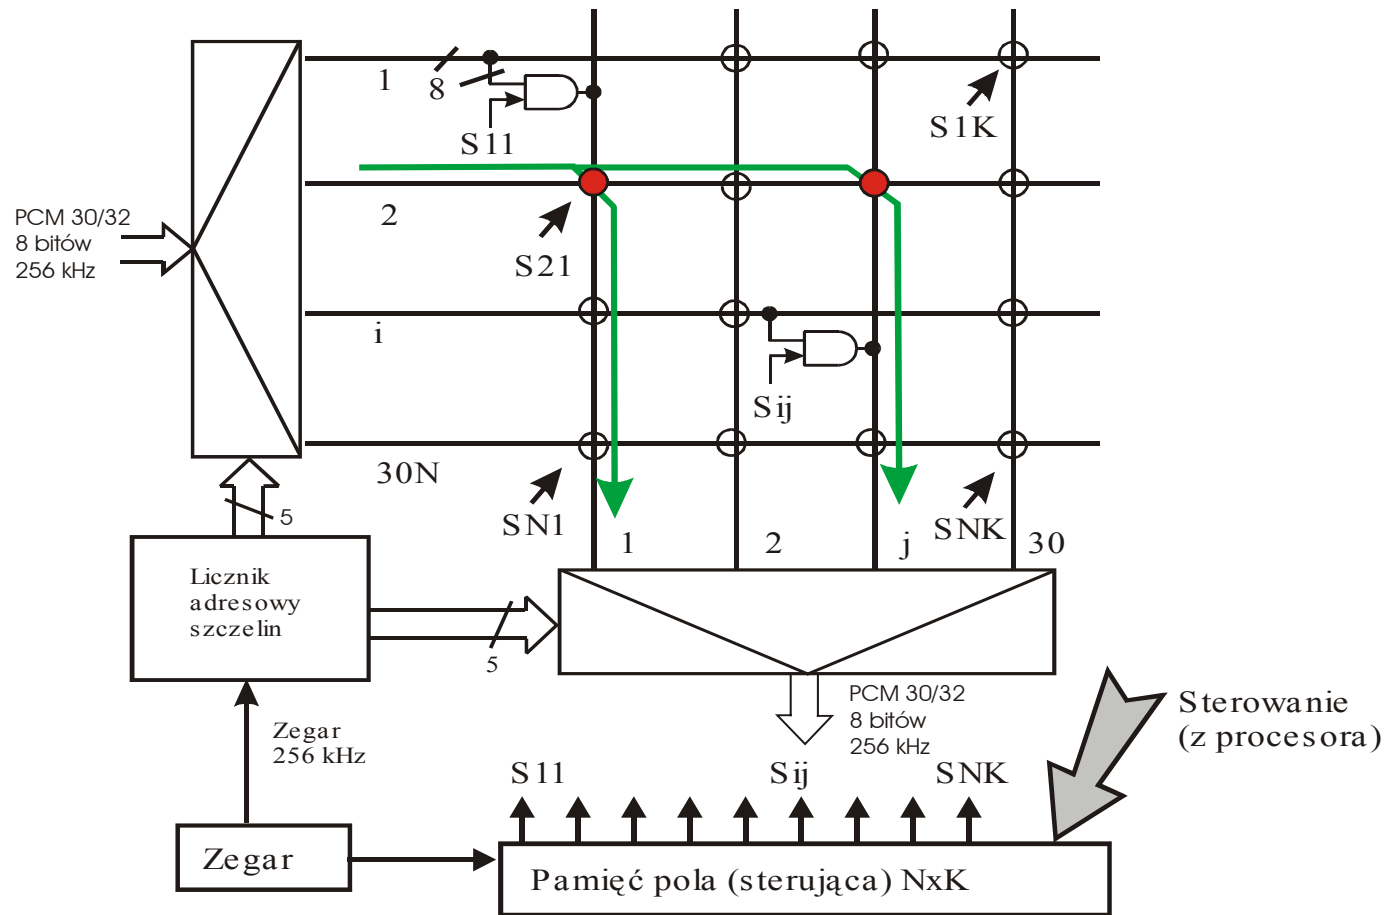 1
8
S11
S1K
2
PCM 30/32
8 bitów
256 kHz
S21
i
Sij
30N
SN1
SNK
1
2
j
30
5
Licznik
adresowy
szczelin
5
PCM 30/32
8 bitów
256 kHz
Zegar
256 kHz
Sterowanie
(z procesora)
S11
Sij
SNK
Zegar
Pamięć pola (sterująca) NxK